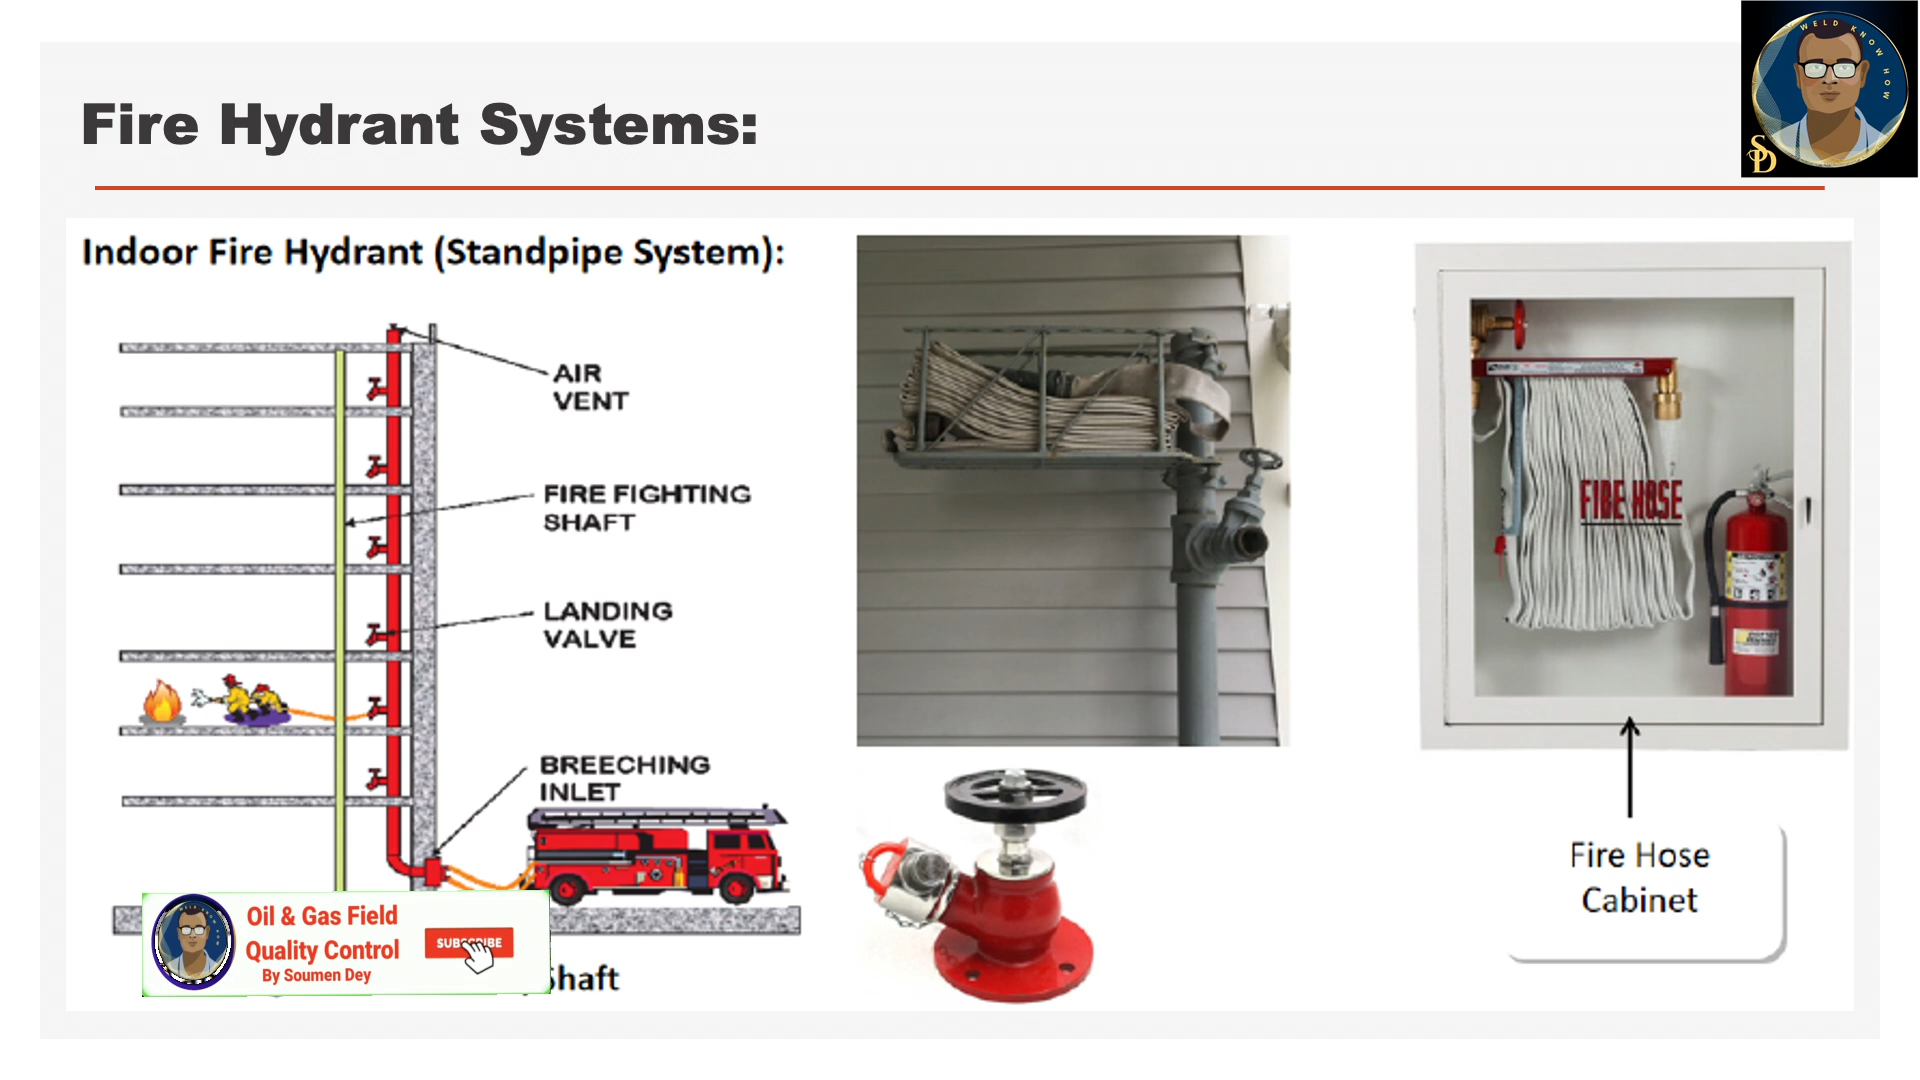 WELD KNOW HOW
SD
Fire Hydrant Systems:
Indoor Fire Hydrant (Standpipe System):
AIR
VENT
FIRE FIGHTING
SHAFT
LANDING
VALVE
BREECHING
INLET
FIRE HOSE
Fire Hose
Cabinet
Oil & Gas Field
Quality Control
By Soumen Dey
SUBSCRIBE
Shaft